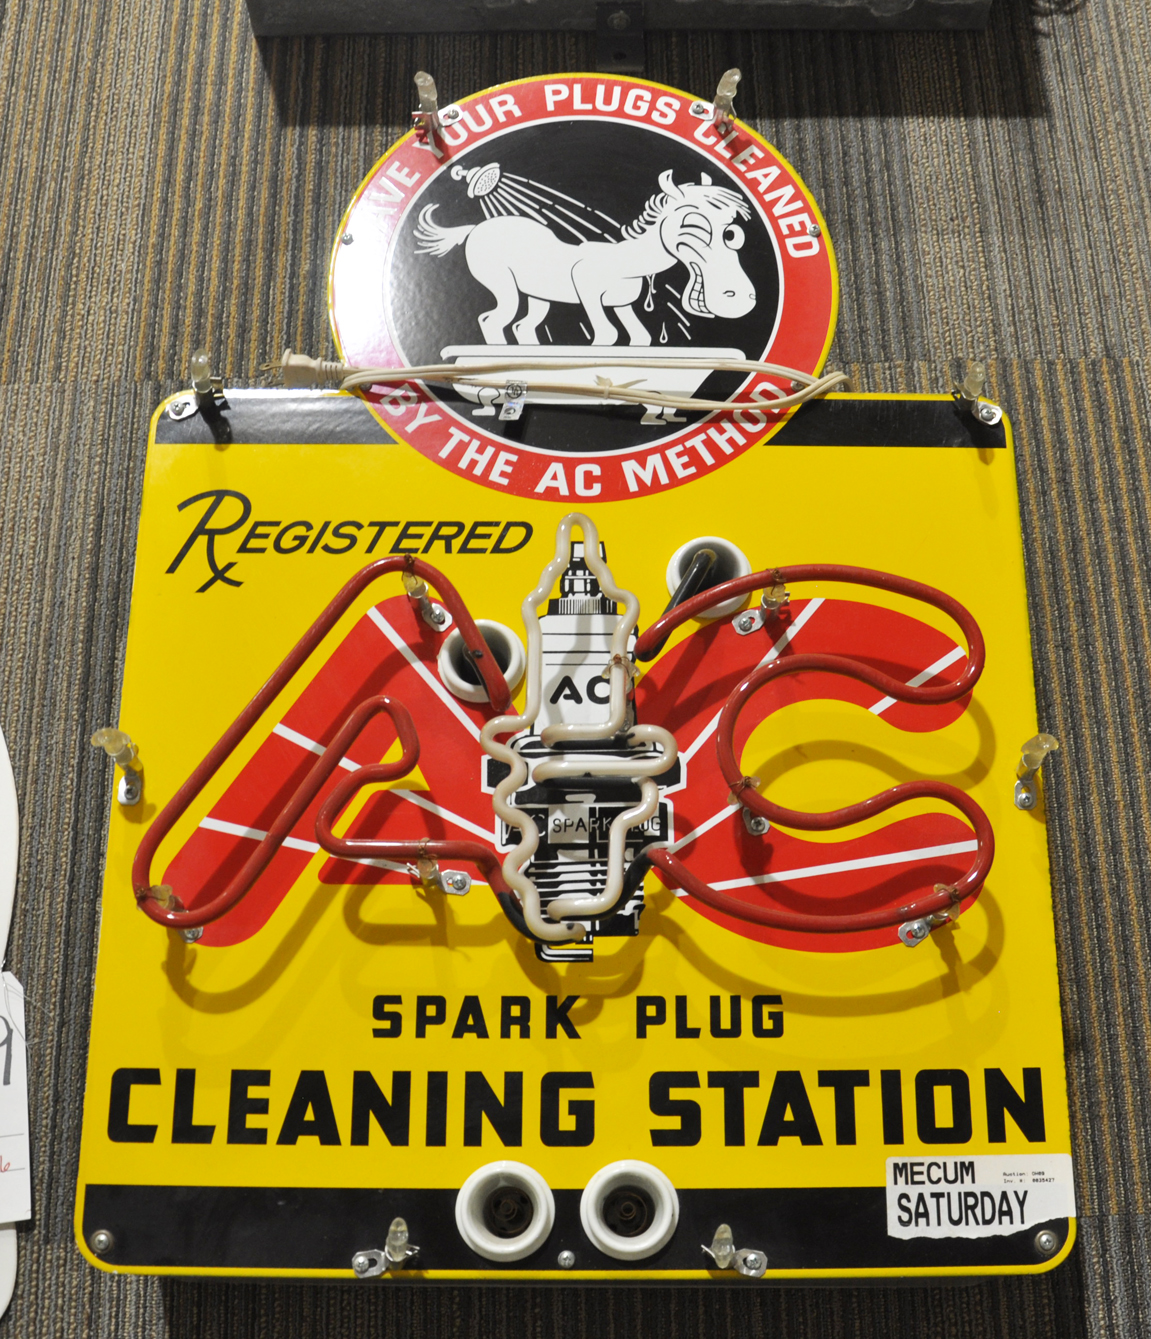 HAVE YOUR PLUGS CLEANED
BY THE AC METHOD
REGISTERED
AC
AC
AC SPARK PLUG
SPARK PLUG
CLEANING STATION
MECUM
SATURDAY